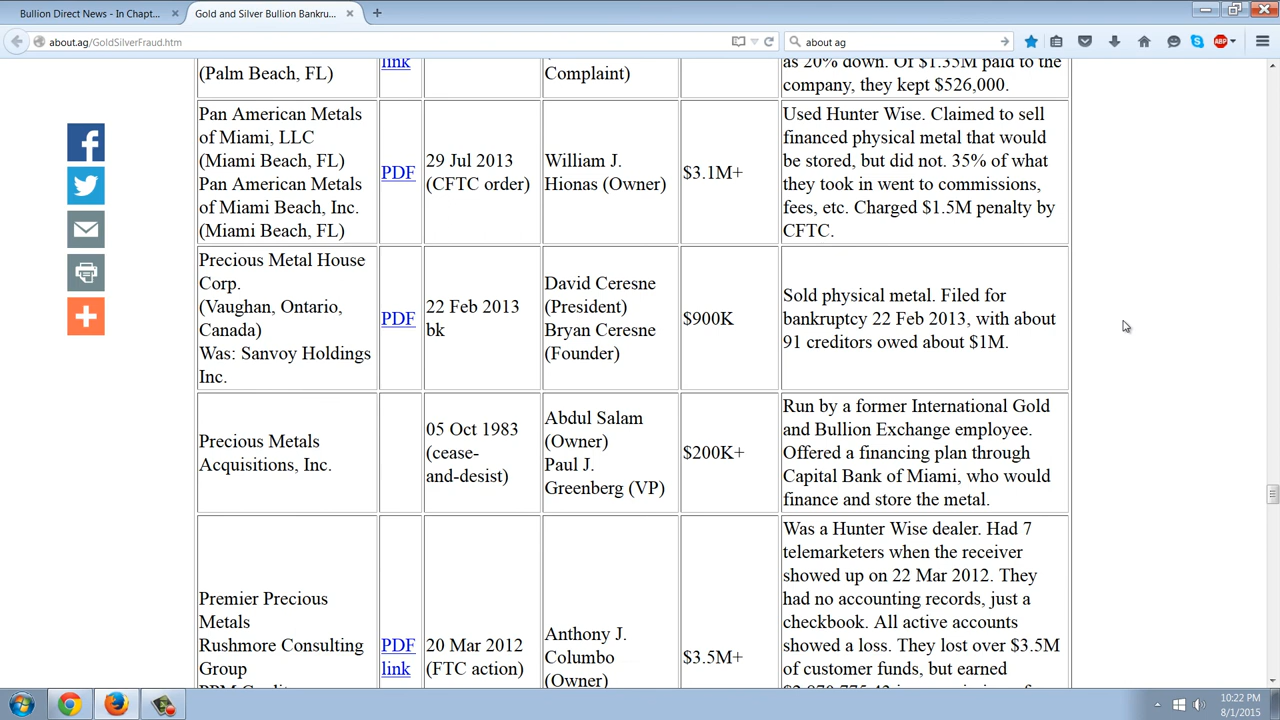 Bullion Direct News - In Chapt...
Gold and Silver Bullion Bankru...
about.ag/GoldSilverFraud.htm
about ag
ABP
(Palm Beach, FL)
link
Complaint)
as 20% down. Of $1.35M paid to the
company, they kept $526,000.
Pan American Metals
of Miami, LLC
(Miami Beach, FL)
Pan American Metals
of Miami Beach, Inc.
(Miami Beach, FL)
PDF
29 Jul 2013
(CFTC order)
William J.
Hionas (Owner)
$3.1M+
Used Hunter Wise. Claimed to sell
financed physical metal that would
be stored, but did not. 35% of what
they took in went to commissions,
fees, etc. Charged $1.5M penalty by
CFTC.
Precious Metal House
Corp.
(Vaughan, Ontario,
Canada)
Was: Sanvoy Holdings
Inc.
PDF
22 Feb 2013
bk
David Ceresne
(President)
Bryan Ceresne
(Founder)
$900K
Sold physical metal. Filed for
bankruptcy 22 Feb 2013, with about
91 creditors owed about $1M.
Precious Metals
Acquisitions, Inc.
05 Oct 1983
(cease-
and-desist)
Abdul Salam
(Owner)
Paul J.
Greenberg (VP)
$200K+
Run by a former International Gold
and Bullion Exchange employee.
Offered a financing plan through
Capital Bank of Miami, who would
finance and store the metal.
Premier Precious
Metals
Rushmore Consulting
Group
PDF
link
20 Mar 2012
(FTC action)
Anthony J.
Columbo
(Owner)
$3.5M+
Was a Hunter Wise dealer. Had 7
telemarketers when the receiver
showed up on 22 Mar 2012. They
had no accounting records, just a
checkbook. All active accounts
showed a loss. They lost over $3.5M
of customer funds, but earned
10:22 PM
8/1/2015